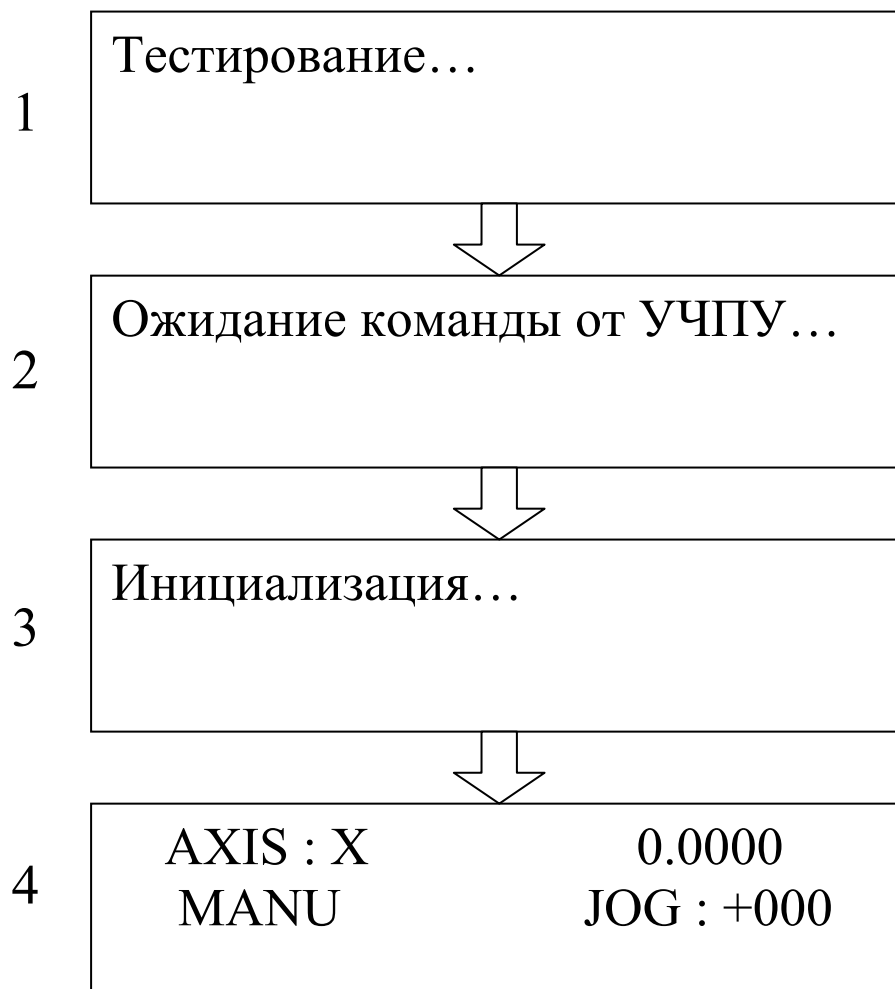 Тестирование…
1
Ожидание команды от УЧПУ…
2
Инициализация…
3
AXIS : X 0.0000
4
MANU JOG : +000